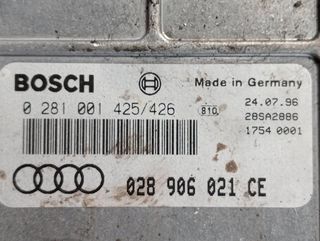 BOSCH Made in Germany
0 281 001 425/426 810 24.07.96
28SA2886
1754 0001
028 906 021 CE